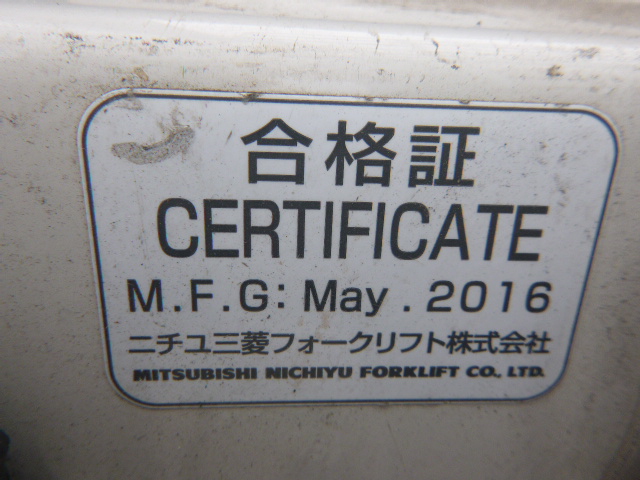 合格証
CERTIFICATE
M.F.G: May . 2016
ニチユ三菱フォークリフト株式会社
MITSUBISHI NICHIYU FORKLIFT CO., LTD.